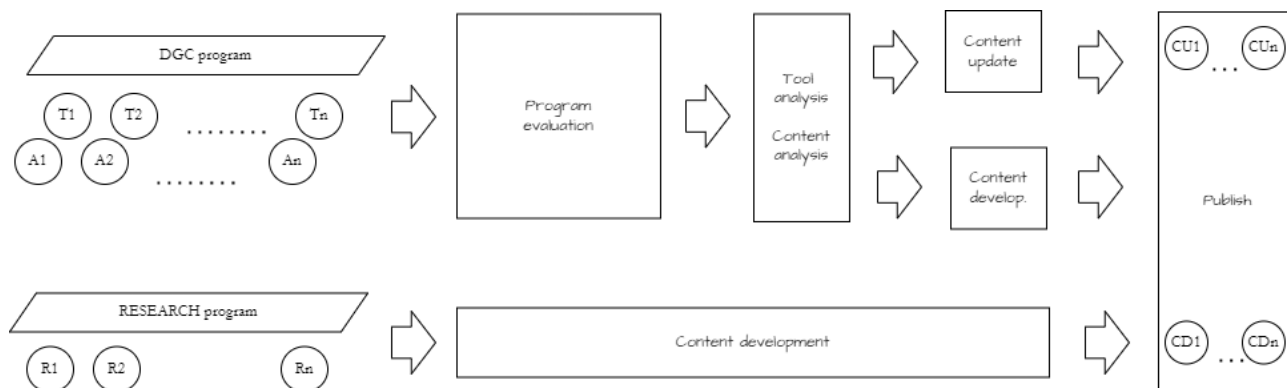 DGC program
T1 T2 ........ Tn
A1 A2 ........ An
Program
evaluation
Tool
analysis
Content
analysis
Content
update
Content
develop.
CU1 ... CUn
Publish
CD1 ... CDn
RESEARCH program
R1 R2 Rn
Content development